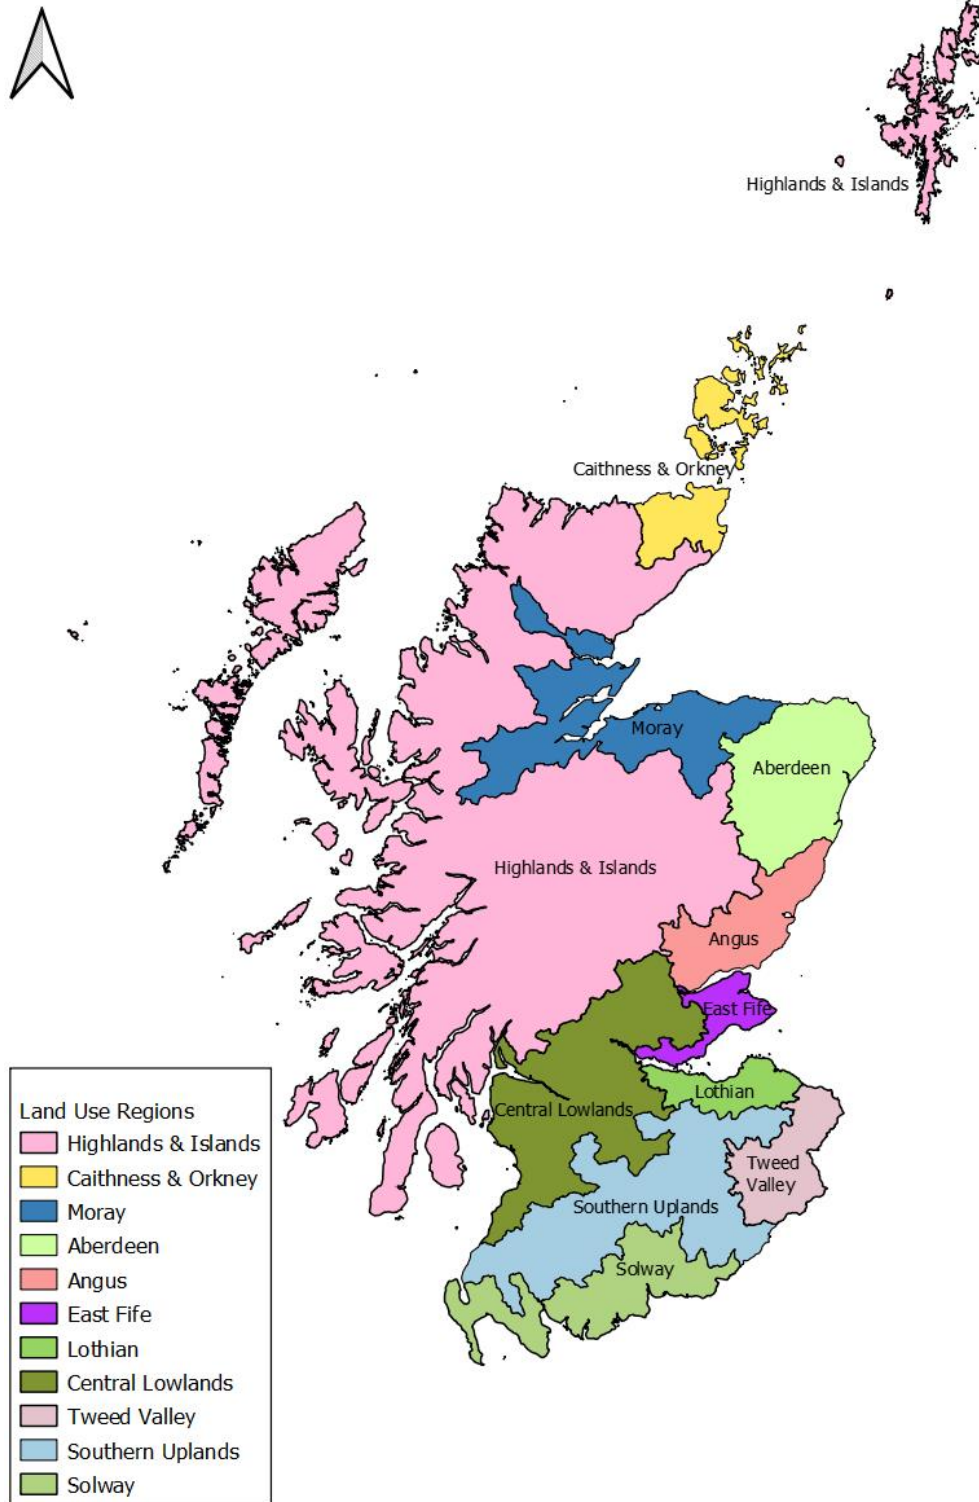 Highlands & Islands
Caithness & Orkney
Moray
Aberdeen
Highlands & Islands
Angus
East Fife
Lothian
Central Lowlands
Tweed
Valley
Southern Uplands
Solway
Land Use Regions
Highlands & Islands
Caithness & Orkney
Moray
Aberdeen
Angus
East Fife
Lothian
Central Lowlands
Tweed Valley
Southern Uplands
Solway